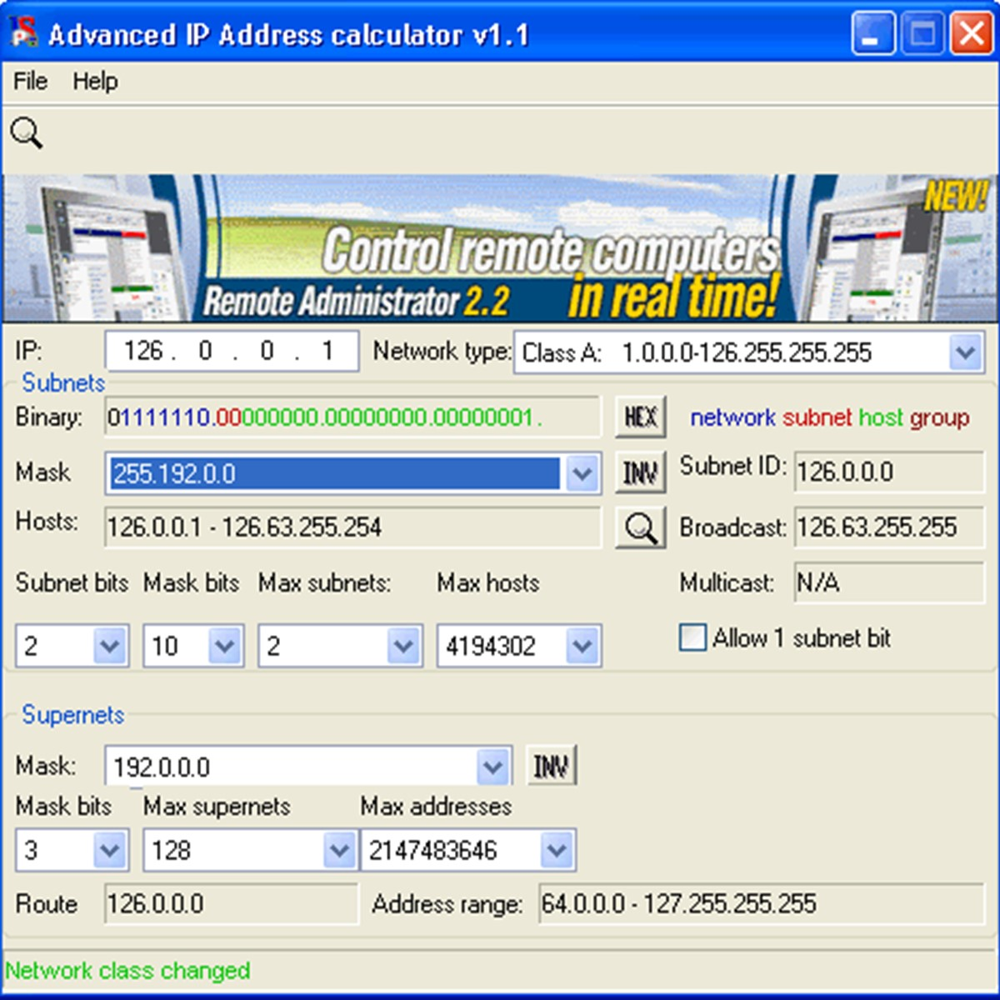 Advanced IP Address calculator v1.1
File Help
NEW!
Control remote computers
Remote Administrator 2.2 in real time!
IP: 126 . 0 . 0 . 1 Network type: Class A: 1.0.0.0-126.255.255.255
Subnets
Binary: 01111110.00000000.00000000.00000001. HEX network subnet host group
Mask 255.192.0.0 INV Subnet ID: 126.0.0.0
Hosts: 126.0.0.1 - 126.63.255.254 Broadcast: 126.63.255.255
Subnet bits Mask bits Max subnets: Max hosts Multicast: N/A
2 10 2 4194302 Allow 1 subnet bit
Supernets
Mask: 192.0.0.0 INV
Mask bits Max supernets Max addresses
3 128 2147483646
Route 126.0.0.0 Address range: 64.0.0.0 - 127.255.255.255
Network class changed